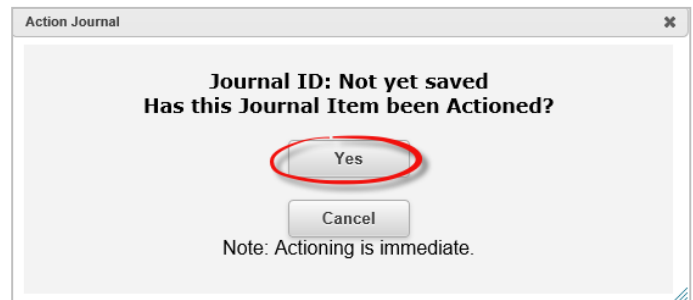 Action Journal
Journal ID: Not yet saved
Has this Journal Item been Actioned?
Yes
Cancel
Note: Actioning is immediate.